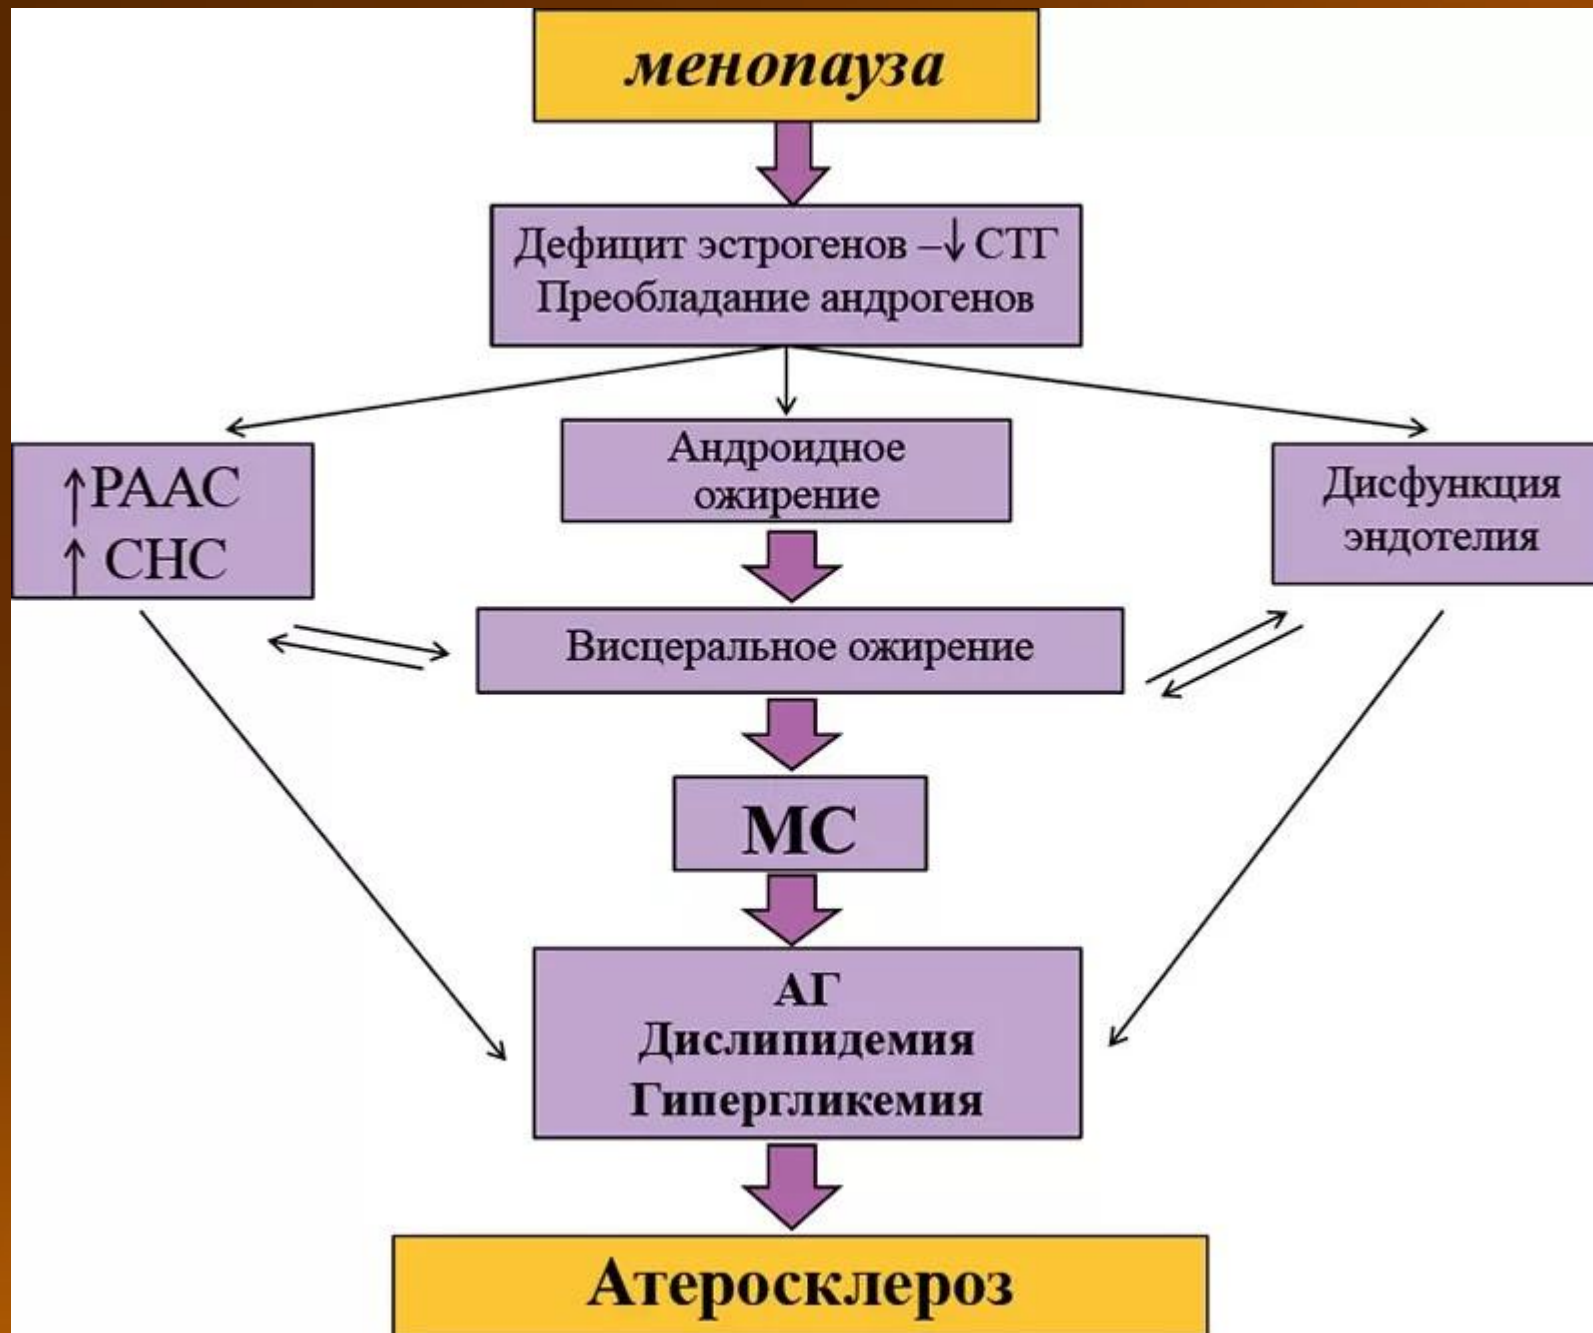 менопауза
Дефицит эстрогенов –↓ СТГ
Преобладание андрогенов
↑РААС
↑ СНС
Андроидное
ожирение
Дисфункция
эндотелия
Висцеральное ожирение
МС
АГ
Дислипидемия
Гипергликемия
Атеросклероз